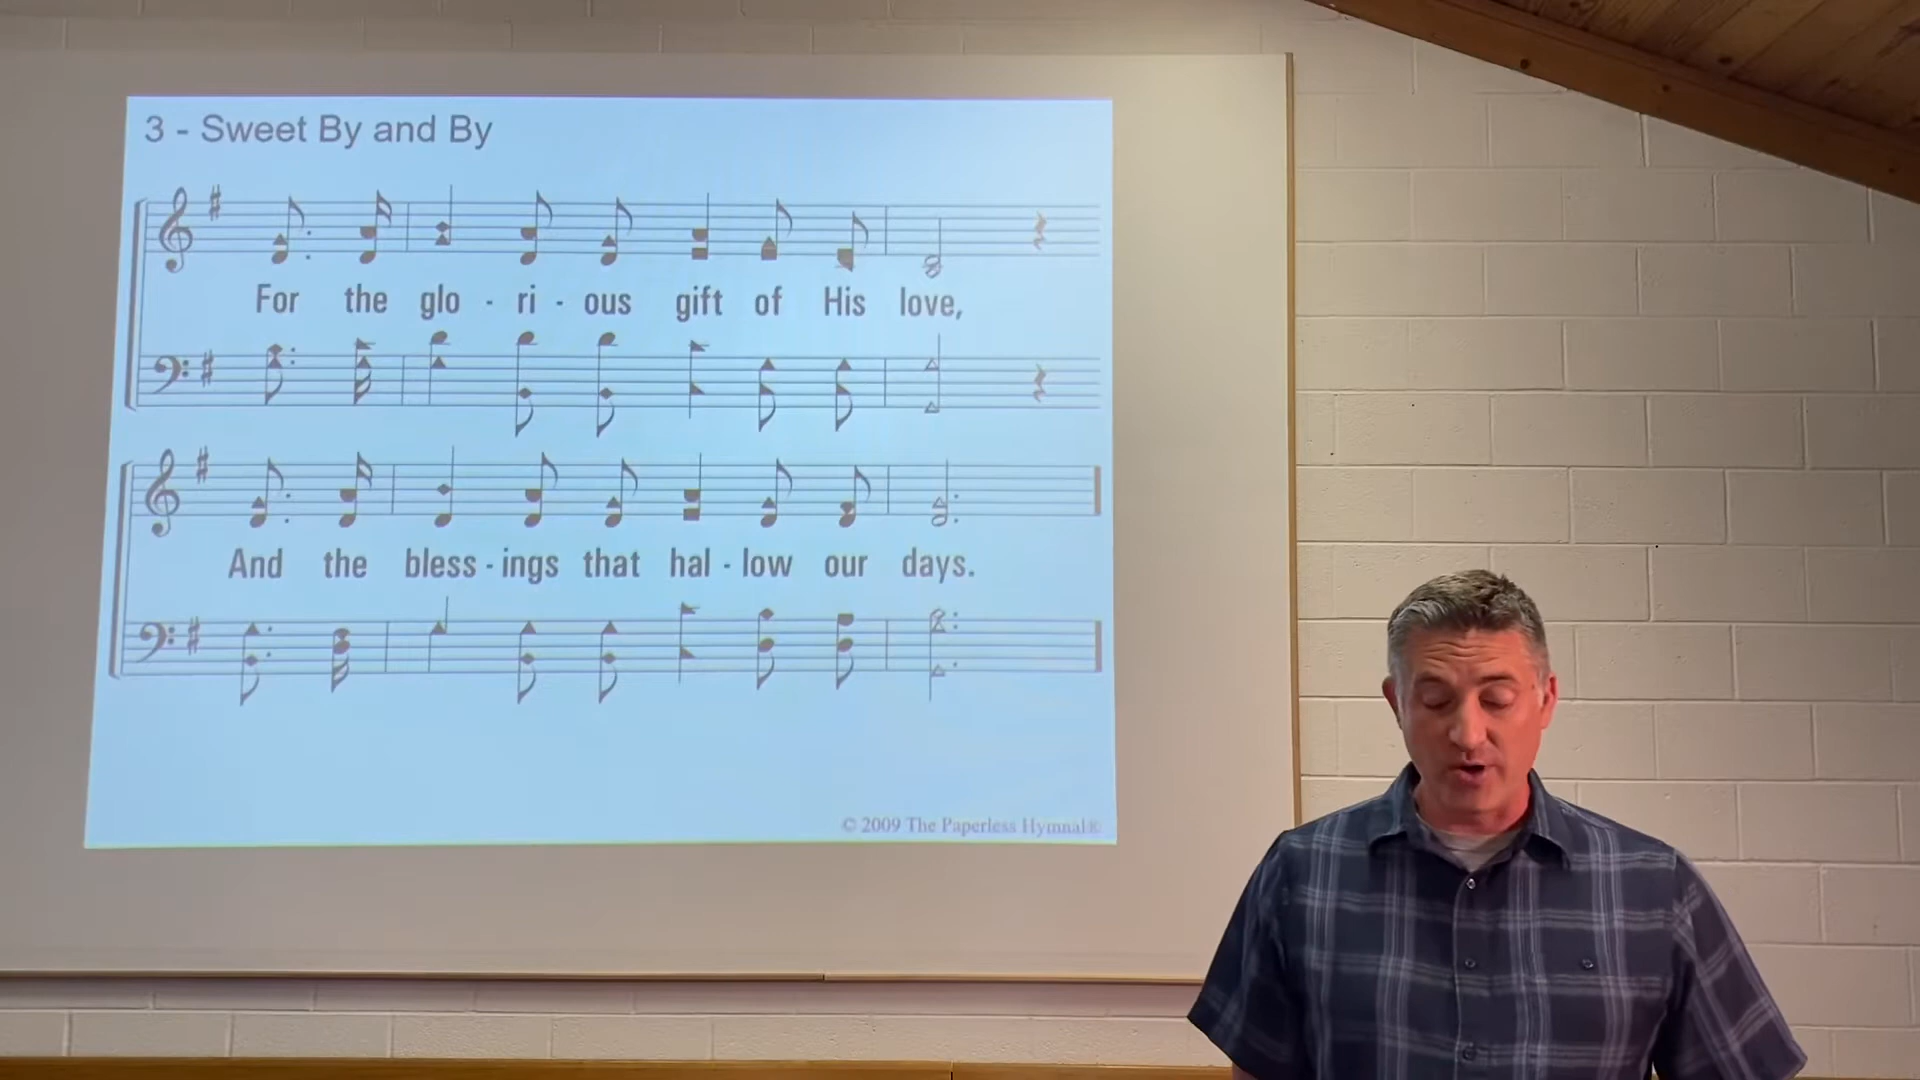 3 - Sweet By and By
For the glo - ri - ous gift of His love,
And the bless - ings that hal - low our days.
© 2009 The Paperless Hymnal®